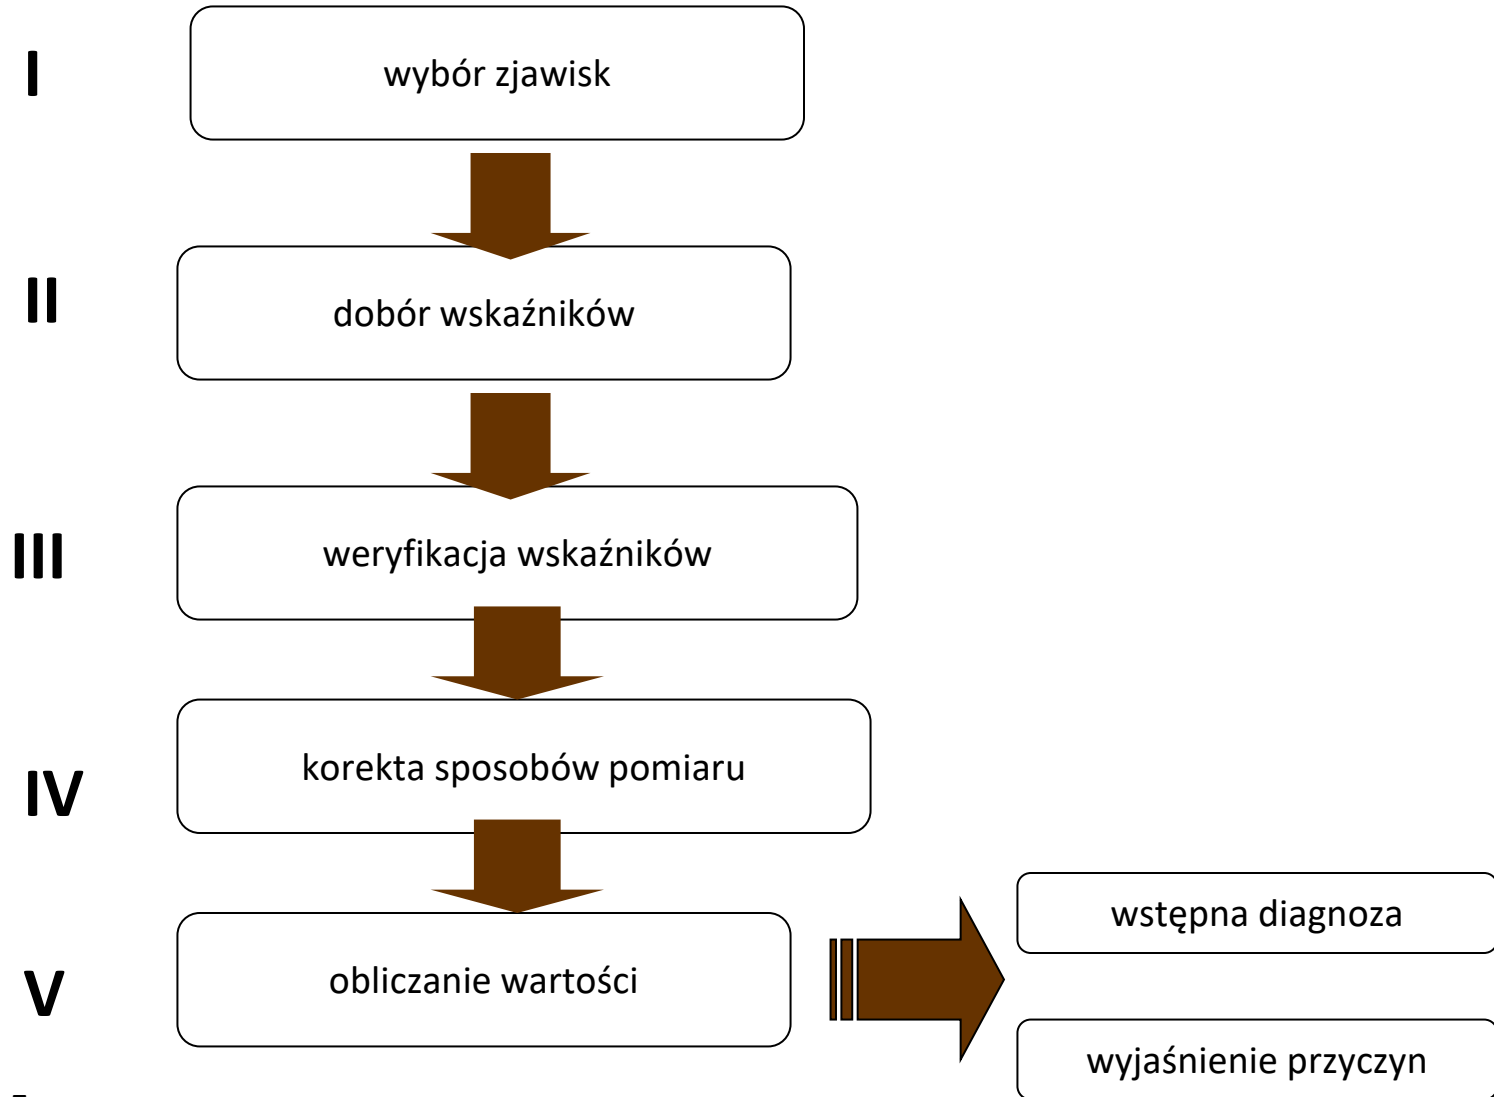 I
wybór zjawisk
II
dobór wskaźników
III
weryfikacja wskaźników
IV
korekta sposobów pomiaru
V
obliczanie wartości
wstępna diagnoza
wyjaśnienie przyczyn